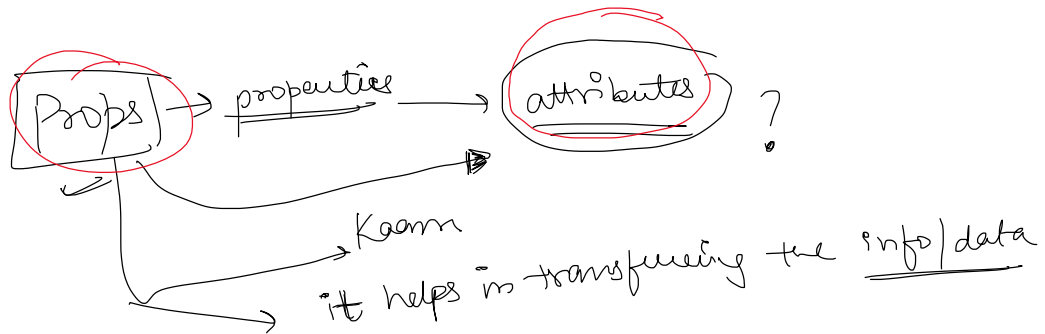 Props → properties → attributes ?
Kaam
it helps in transferring the info/data